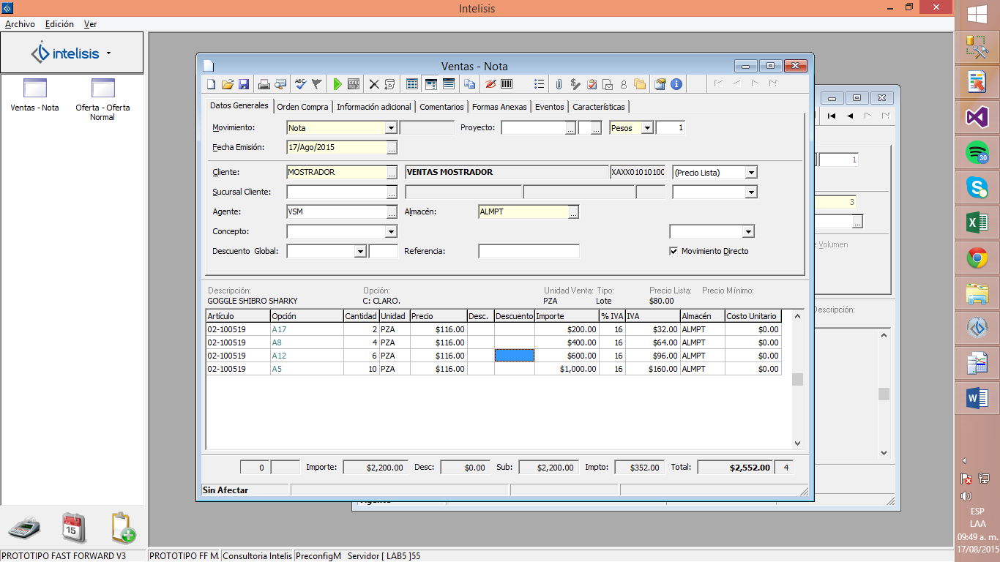 Intelisis
Archivo Edición Ver
intelisis
Ventas - Nota
Oferta - Oferta
Normal
Ventas - Nota
Datos Generales Orden Compra Información adicional Comentarios Formas Anexas Eventos Características
Movimiento: Nota Proyecto: ... ... Pesos 1
Fecha Emisión: 17/Ago/2015 ...
Cliente: MOSTRADOR ... VENTAS MOSTRADOR XAXX01010100 (Precio Lista)
Sucursal Cliente: ...
Agente: VSM ... Almacén: ALMPT ...
Concepto:
Descuento Global: Referencia: Movimiento Directo
Descripción: Opción: Unidad Venta: Tipo: Precio Lista: Precio Mínimo:
GOGGLE SHIBRO SHARKY C: CLARO. PZA Lote $80.00
Artículo Opción Cantidad Unidad Precio Desc. Descuento Importe % IVA IVA Almacén Costo Unitario
02-100519 A17 2 PZA $116.00 $200.00 16 $32.00 ALMPT $0.00
02-100519 A8 4 PZA $116.00 $400.00 16 $64.00 ALMPT $0.00
02-100519 A12 6 PZA $116.00 $600.00 16 $96.00 ALMPT $0.00
02-100519 A5 10 PZA $116.00 $1,000.00 16 $160.00 ALMPT $0.00
0 Importe: $2,200.00 Desc: $0.00 Sub: $2,200.00 Impto: $352.00 Total: $2,552.00 4
Sin Afectar
1
3
...
Volumen
Descripción:
30
15
ESP
LAA
09:49 a. m.
17/08/2015
PROTOTIPO FAST FORWARD V3 PROTOTIPO FF M. Consultoria Intelis PreconfigM Servidor [ LAB5 ]55